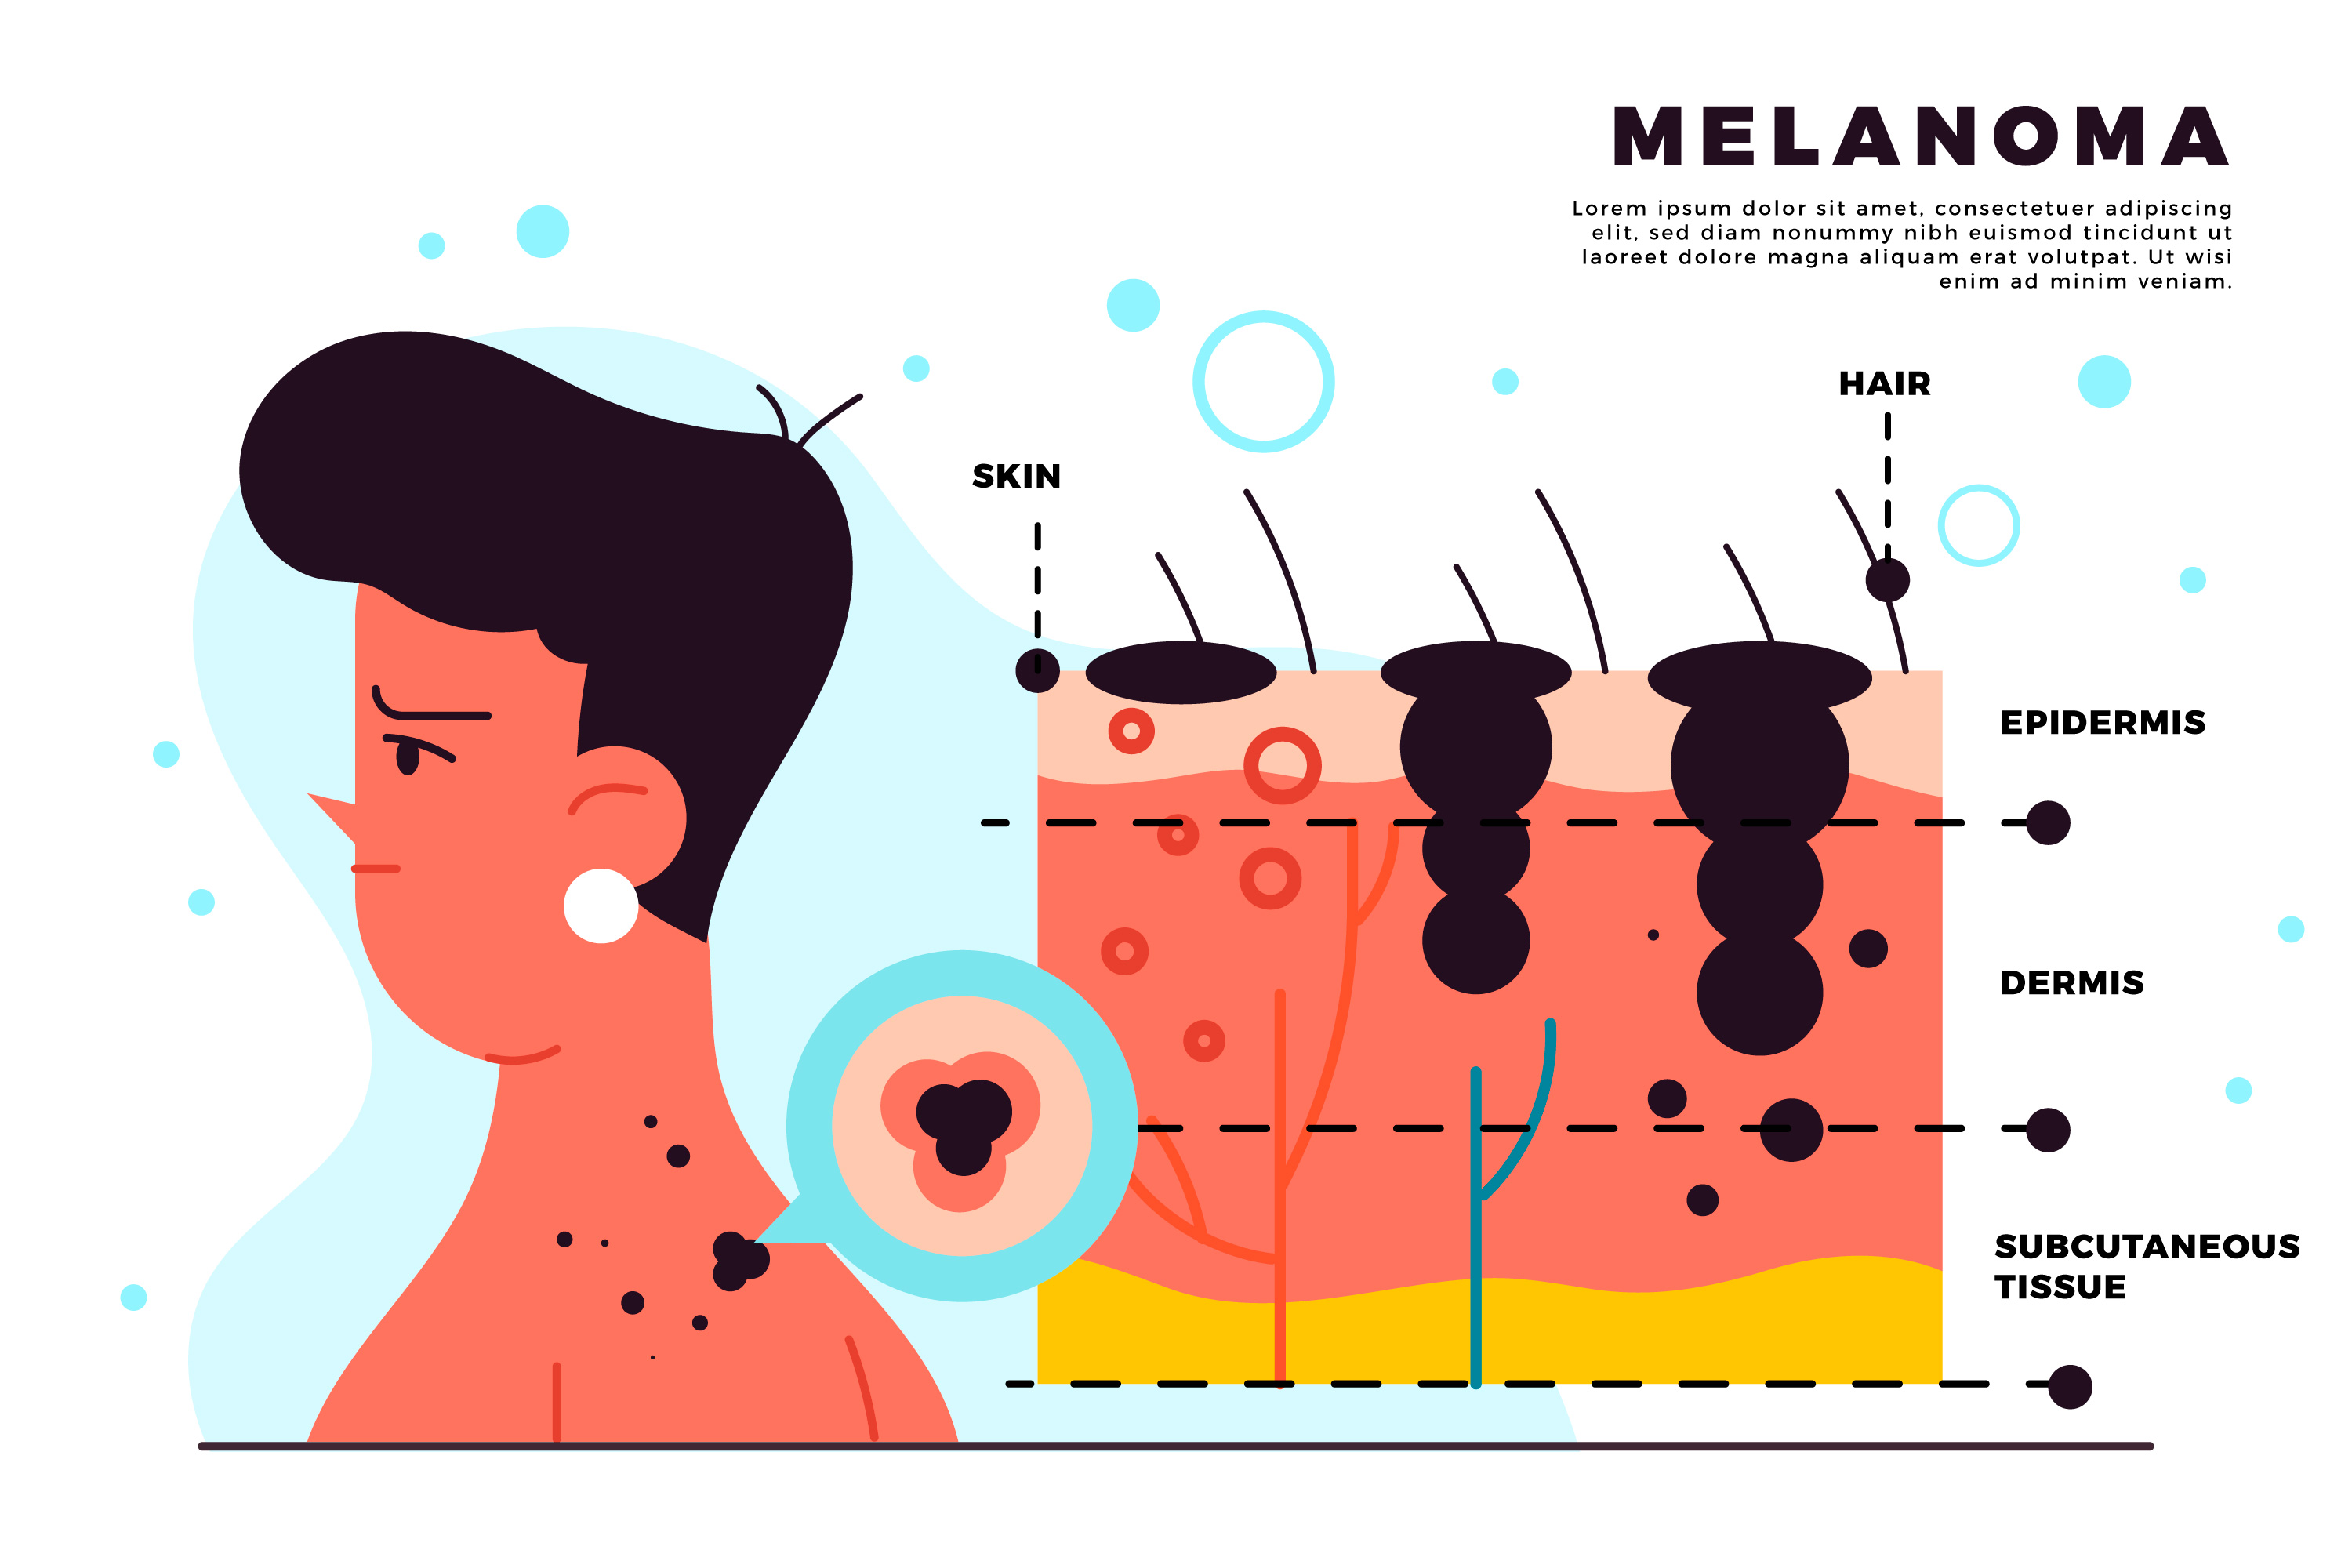 MELANOMA
Lorem ipsum dolor sit amet, consectetuer adipiscing
elit, sed diam nonummy nibh euismod tincidunt ut
laoreet dolore magna aliquam erat volutpat. Ut wisi
enim ad minim veniam.
HAIR
SKIN
EPIDERMIS
DERMIS
SUBCUTANEOUS
TISSUE